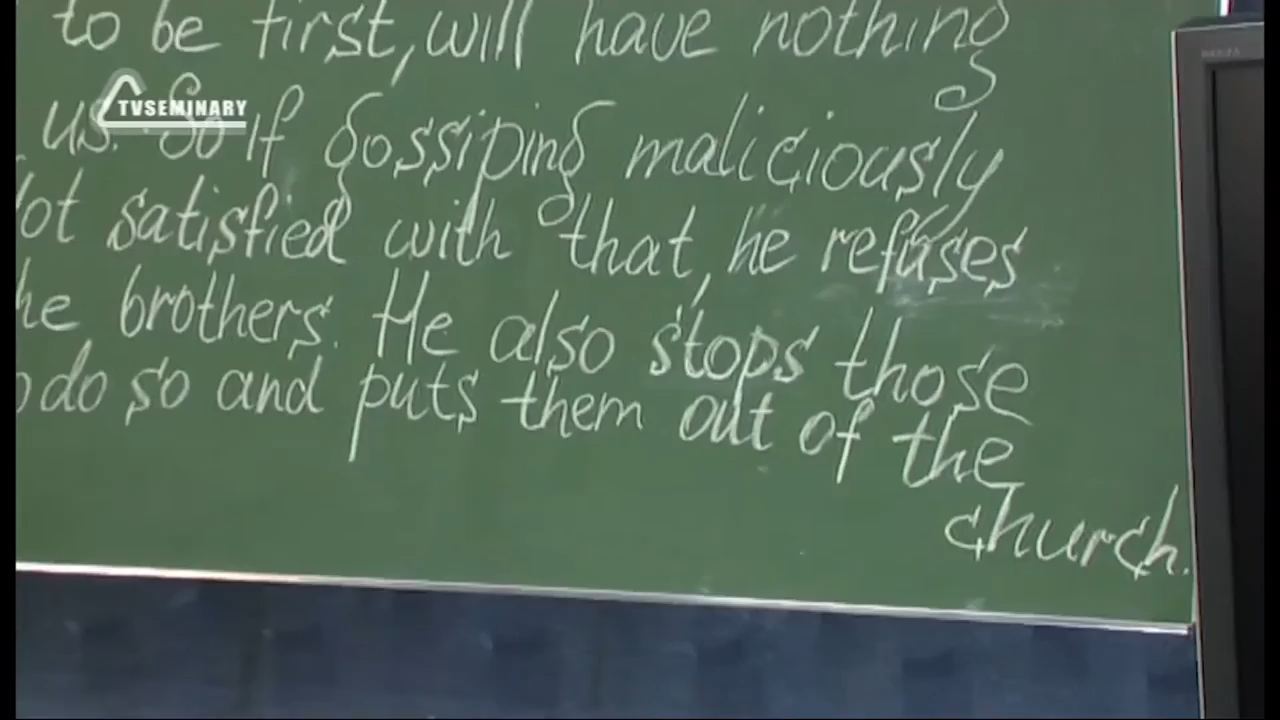 to be first, will have nothing
TVSEMINARY
us. So if gossiping maliciously
ot satisfied with that, he refuses
he brothers. He also stops those
do so and puts them out of the
church.